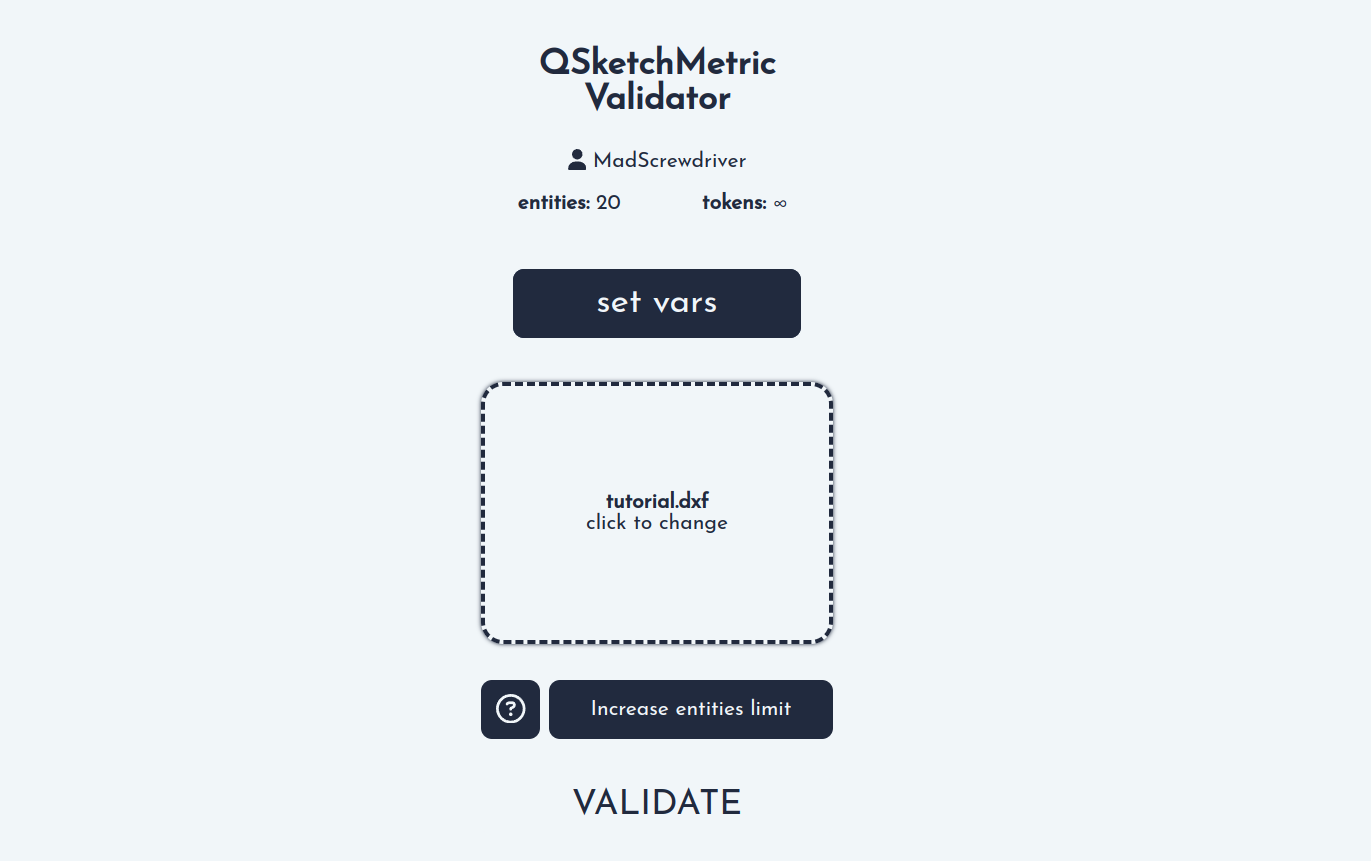 QSketchMetric
Validator
MadScrewdriver
entities: 20 tokens: ∞
set vars
tutorial.dxf
click to change
? Increase entities limit
VALIDATE